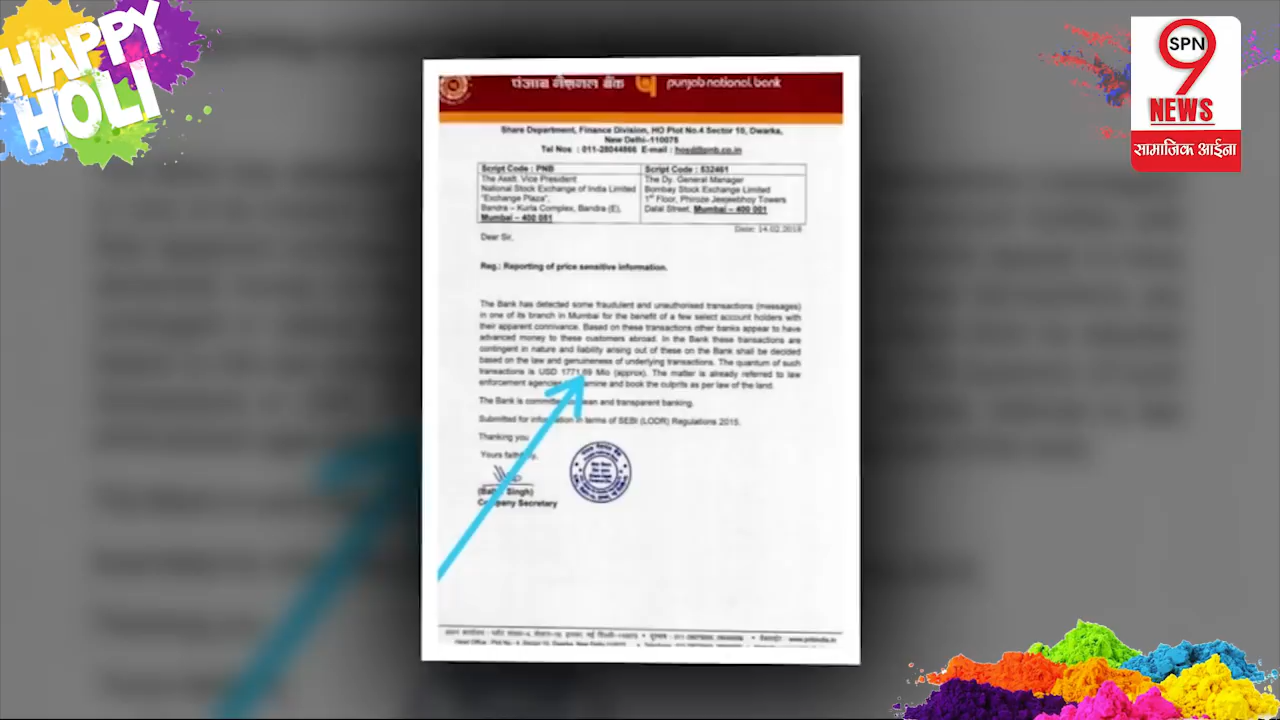 HAPPY
HOLI
SPN
9
NEWS
सामाजिक आईना
पंजाब नैशनल बैंक punjab national bank
Share Department, Finance Division, HO Plot No.4 Sector 10, Dwarka,
New Delhi-110075
Tel Nos : 011-28044866 E-mail : hosd@pnb.co.in
Script Code : PNB
The Asstt. Vice President
National Stock Exchange of India Limited
"Exchange Plaza",
Bandra – Kurla Complex, Bandra (E),
Mumbai – 400 051
Script Code : 532461
The Dy. General Manager
Bombay Stock Exchange Limited
1st Floor, Phiroze Jeejeebhoy Towers
Dalal Street, Mumbai – 400 001
Date: 14.02.2018
Dear Sir,
Reg.: Reporting of price sensitive information.
The Bank has detected some fraudulent and unauthorised transactions (messages)
in one of its branch in Mumbai for the benefit of a few select account holders with
their apparent connivance. Based on these transactions other banks appear to have
advanced money to these customers abroad. In the Bank these transactions are
contingent in nature and liability arising out of these on the Bank shall be decided
based on the law and genuineness of underlying transactions. The quantum of such
transactions is USD 1771.69 Mio (approx). The matter is already referred to law
enforcement agencies amine and book the culprits as per law of the land.
The Bank is committ ean and transparent banking.
Submitted for information in terms of SEBI (LODR) Regulations 2015.
Thanking you
Yours faithfully,
Singh)
Company Secretary